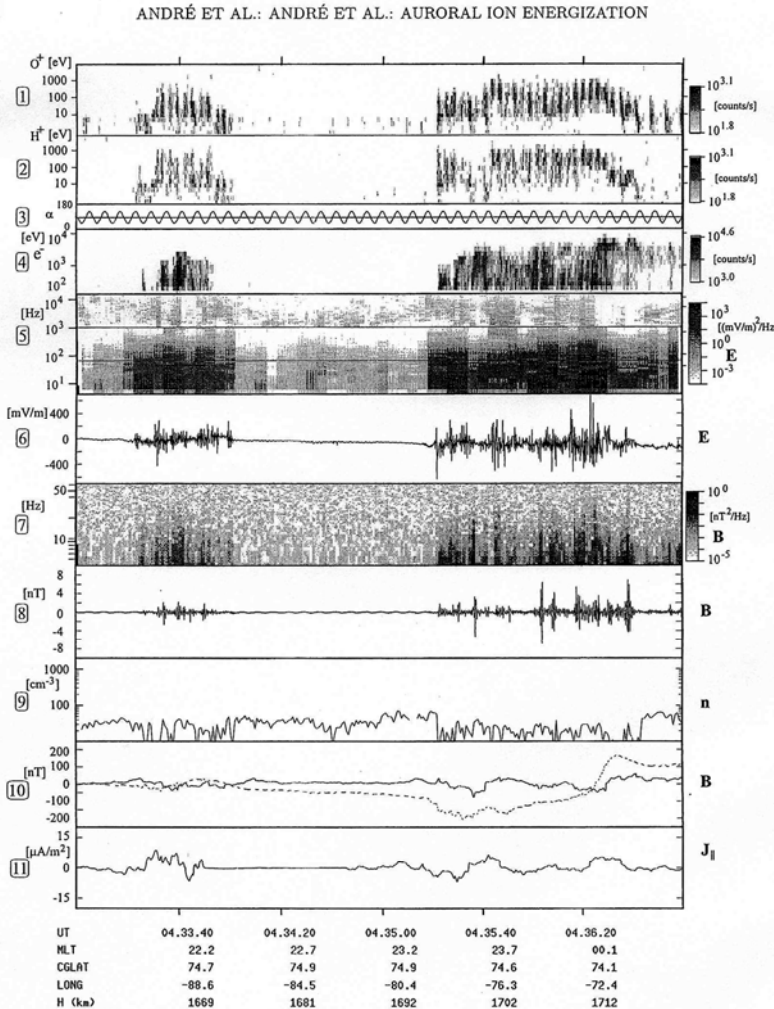 ANDRÉ ET AL.: ANDRÉ ET AL.: AURORAL ION ENERGIZATION
O+ [eV]
1000
100
10
1
10^3.1
[counts/s]
10^1.8
H+ [eV]
1000
100
10
2
10^3.1
[counts/s]
10^1.8
180
3 α
0
[eV]
e-
10^4
4
10^3
10^2
10^4.6
[counts/s]
10^3.0
10^4
[Hz]
10^3
5
10^2
10^1
10^3
[(mV/m)^2/Hz]
10^0
E
10^-3
[mV/m]
400
6
0
-400
E
50
[Hz]
7
10
10^0
[nT^2/Hz]
B
10^-5
8
[nT]
4
8
0
-4
-8
B
1000
[cm-3]
9
100
n
200
[nT]
100
0
10
-100
-200
B
15
[μA/m^2]
11
0
-15
J∥
UT 04.33.40 04.34.20 04.35.00 04.35.40 04.36.20
MLT 22.2 22.7 23.2 23.7 00.1
CGLAT 74.7 74.9 74.9 74.6 74.1
LONG -88.6 -84.5 -80.4 -76.3 -72.4
H (km) 1669 1681 1692 1702 1712